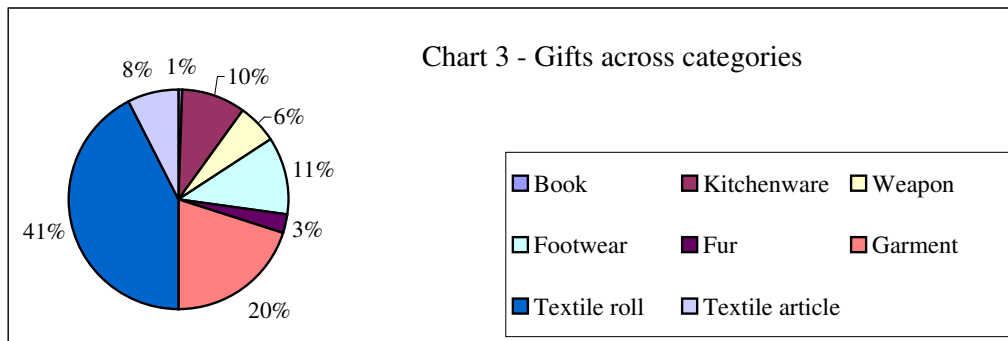 Chart 3 - Gifts across categories
8% 1% 10%
6%
11%
3%
20%
41%
Book Kitchenware Weapon
Footwear Fur Garment
Textile roll Textile article